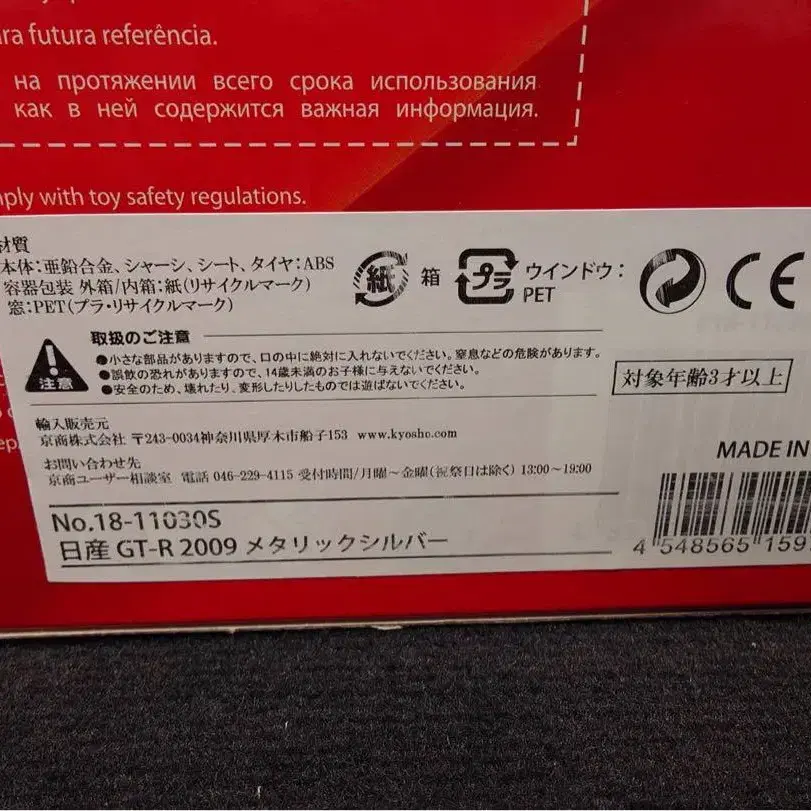 ra futura referência.
на протяжении всего срока использования
как в ней содержится важная информация.
mply with toy safety regulations.
材質
本体:亜鉛合金、シャーシ、シート、タイヤ:ABS
容器包装 外箱/内箱:紙(リサイクルマーク)
窓:PET(プラ・リサイクルマーク)
紙 箱 プラ ウインドウ:
PET
CE
取扱のご注意
注意
●小さな部品がありますので、口の中に絶対に入れないでください。窒息などの危険があります。
●誤飲の恐れがありますので、14歳未満のお子様に与えないでください。
●安全のため、壊れたり、変形したりしたものでは遊ばないでください。
対象年齢3才以上
輸入販売元
京商株式会社 〒243-0034神奈川県厚木市船子153 www.kyosho.com
お問い合わせ先
京商ユーザー相談室 電話 046-229-4115 受付時間/月曜~金曜(祝祭日は除く) 13:00~19:00
MADE IN
No.18-11030S
日産 GT-R 2009 メタリックシルバー
4 548565 159